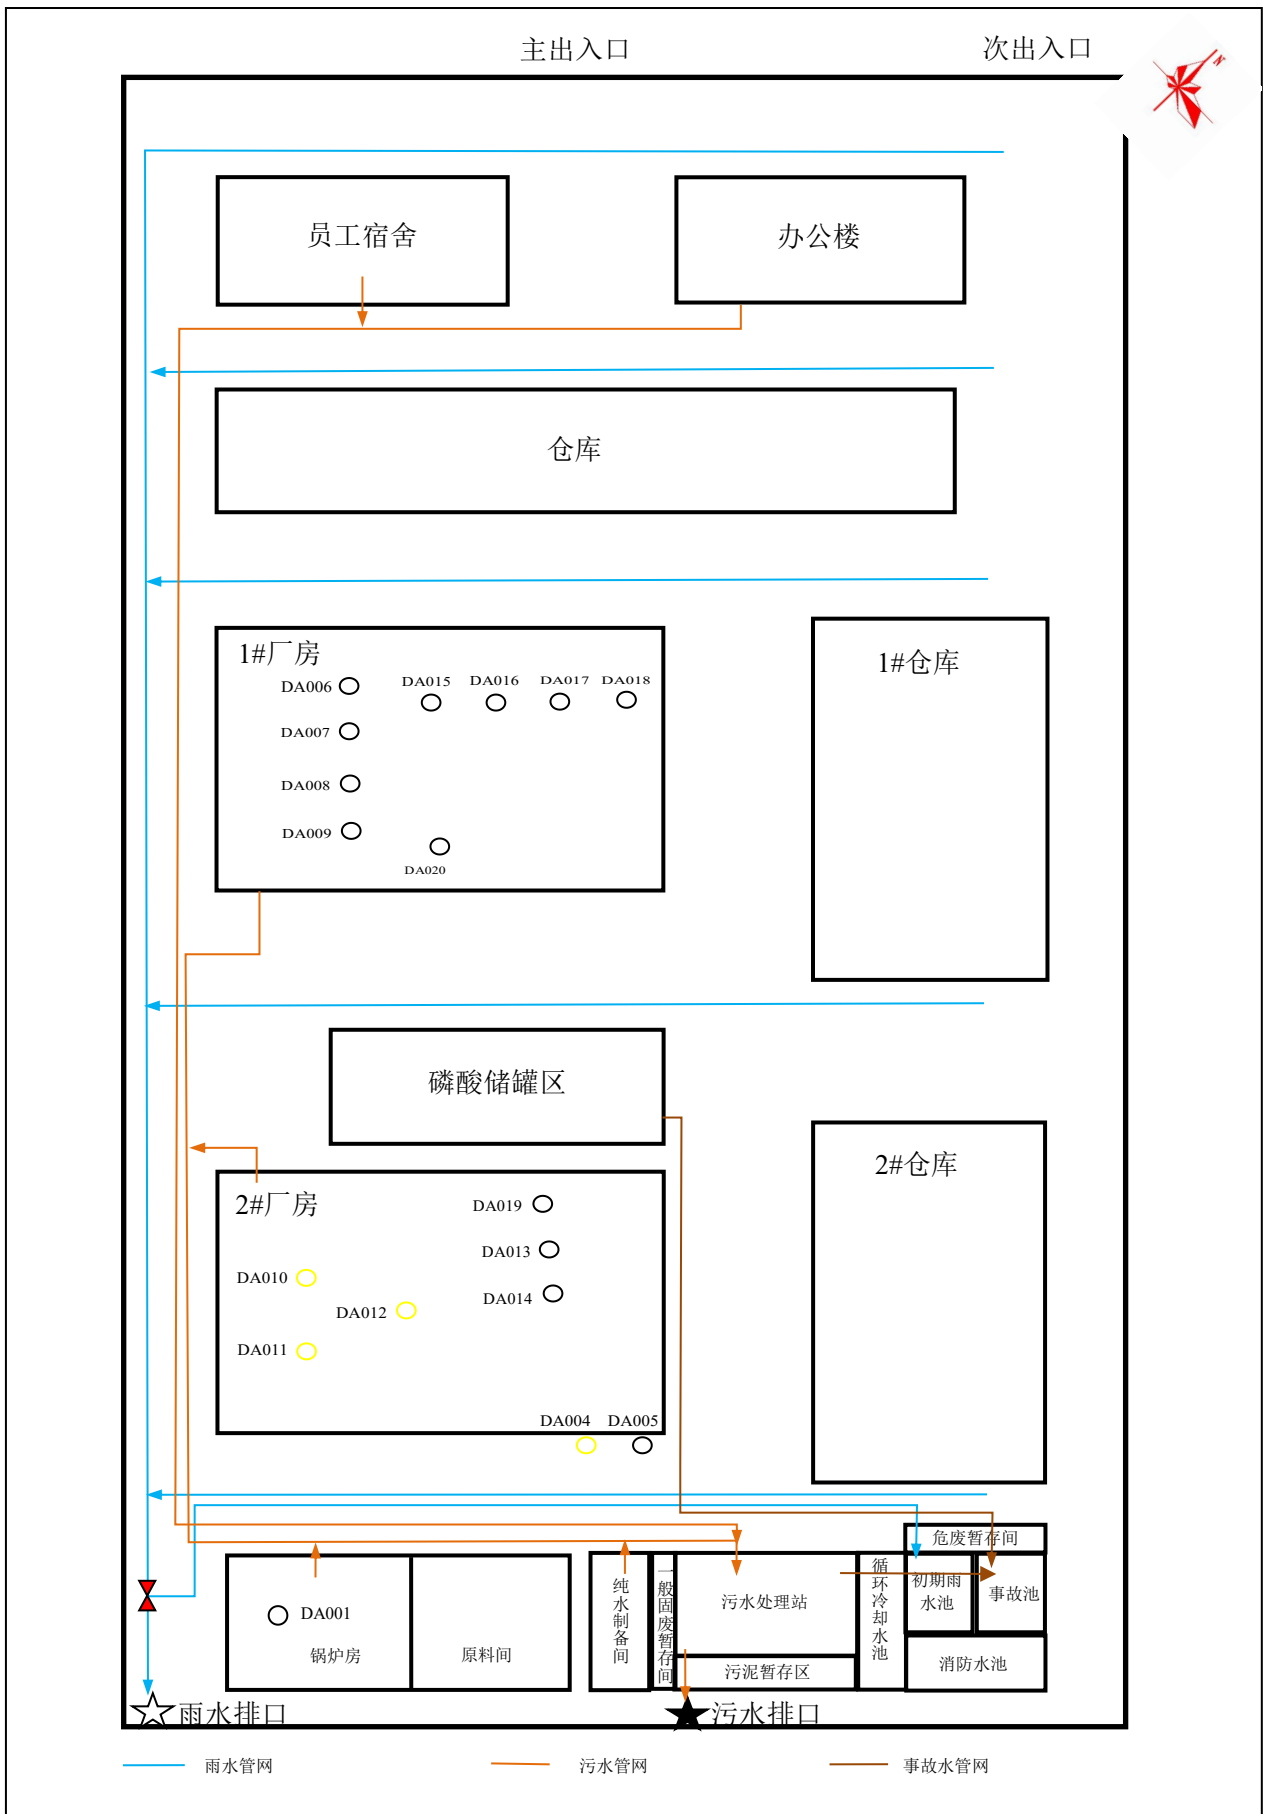 主出入口
次出入口
N
员工宿舍
办公楼
仓库
1#厂房
DA006
DA015
DA016
DA017
DA018
DA007
DA008
DA009
DA020
1#仓库
磷酸储罐区
2#厂房
DA019
DA013
DA010
DA014
DA012
DA011
DA004
DA005
2#仓库
危废暂存间
DA001
锅炉房
原料间
纯水制备间
一般固废暂存间
污水处理站
污泥暂存区
循环冷却水池
初期雨
水池
事故池
消防水池
雨水排口
污水排口
雨水管网
污水管网
事故水管网